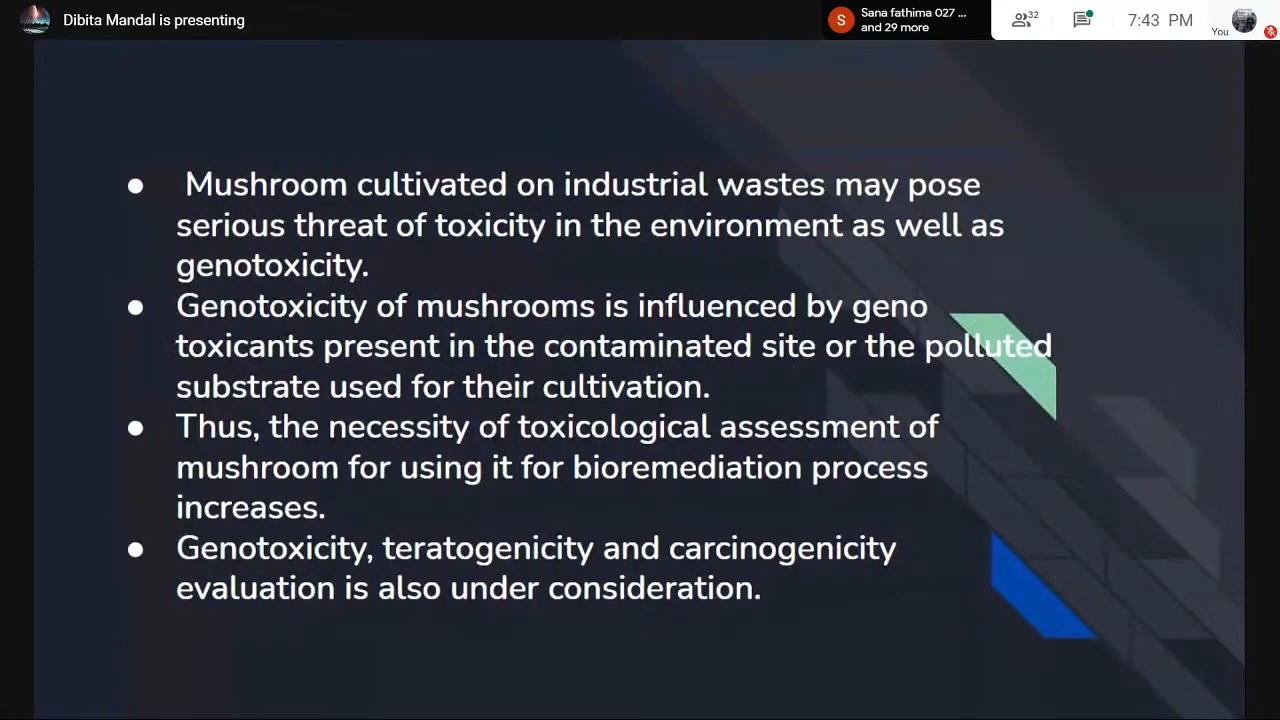 Dibita Mandal is presenting
S
Sana fathima 027 ...
and 29 more
32
7:43 PM
You
● Mushroom cultivated on industrial wastes may pose
serious threat of toxicity in the environment as well as
genotoxicity.
● Genotoxicity of mushrooms is influenced by geno
toxicants present in the contaminated site or the polluted
substrate used for their cultivation.
● Thus, the necessity of toxicological assessment of
mushroom for using it for bioremediation process
increases.
● Genotoxicity, teratogenicity and carcinogenicity
evaluation is also under consideration.